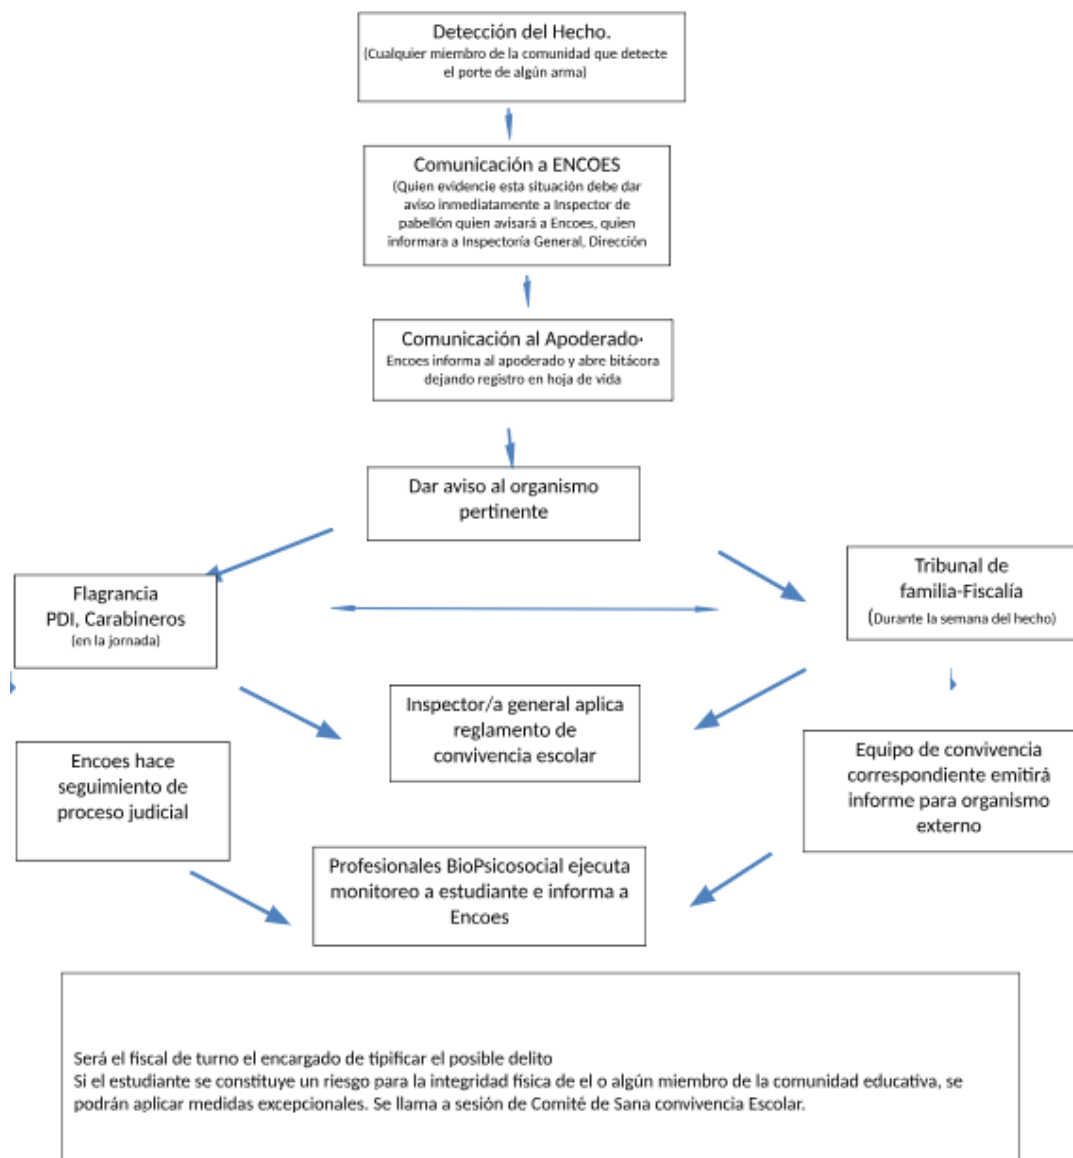 Detección del Hecho.
(Cualquier miembro de la comunidad que detecte
el porte de algún arma)
Comunicación a ENCOES
(Quien evidencie esta situación debe dar
aviso inmediatamente a Inspector de
pabellón quien avisará a Encoes, quien
informara a Inspectoría General, Dirección
Comunicación al Apoderado·
Encoes informa al apoderado y abre bitácora
dejando registro en hoja de vida
Dar aviso al organismo
pertinente
Flagrancia
PDI, Carabineros
(en la jornada)
Tribunal de
familia-Fiscalía
(Durante la semana del hecho)
Inspector/a general aplica
reglamento de
convivencia escolar
Encoes hace
seguimiento de
proceso judicial
Equipo de convivencia
correspondiente emitirá
informe para organismo
externo
Profesionales BioPsicosocial ejecuta
monitoreo a estudiante e informa a
Encoes
Será el fiscal de turno el encargado de tipificar el posible delito
Si el estudiante se constituye un riesgo para la integridad física de el o algún miembro de la comunidad educativa, se
podrán aplicar medidas excepcionales. Se llama a sesión de Comité de Sana convivencia Escolar.